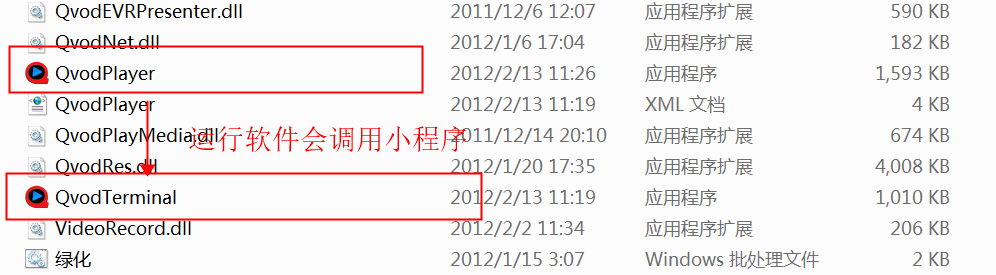 QvodEVRPresenter.dll 2011/12/6 12:07 应用程序扩展 590 KB
QvodNet.dll 2012/1/6 17:04 应用程序扩展 182 KB
QvodPlayer 2012/2/13 11:26 应用程序 1,593 KB
QvodPlayer 2012/2/13 11:19 XML 文档 4 KB
运行软件会调用小程序
QvodPlayMedia.dll 2011/12/14 20:10 应用程序扩展 674 KB
QvodRes.dll 2012/1/20 17:35 应用程序扩展 4,008 KB
QvodTerminal 2012/2/13 11:19 应用程序 1,010 KB
VideoRecord.dll 2012/2/2 11:34 应用程序扩展 206 KB
绿化 2012/1/15 3:07 Windows 批处理文件 2 KB